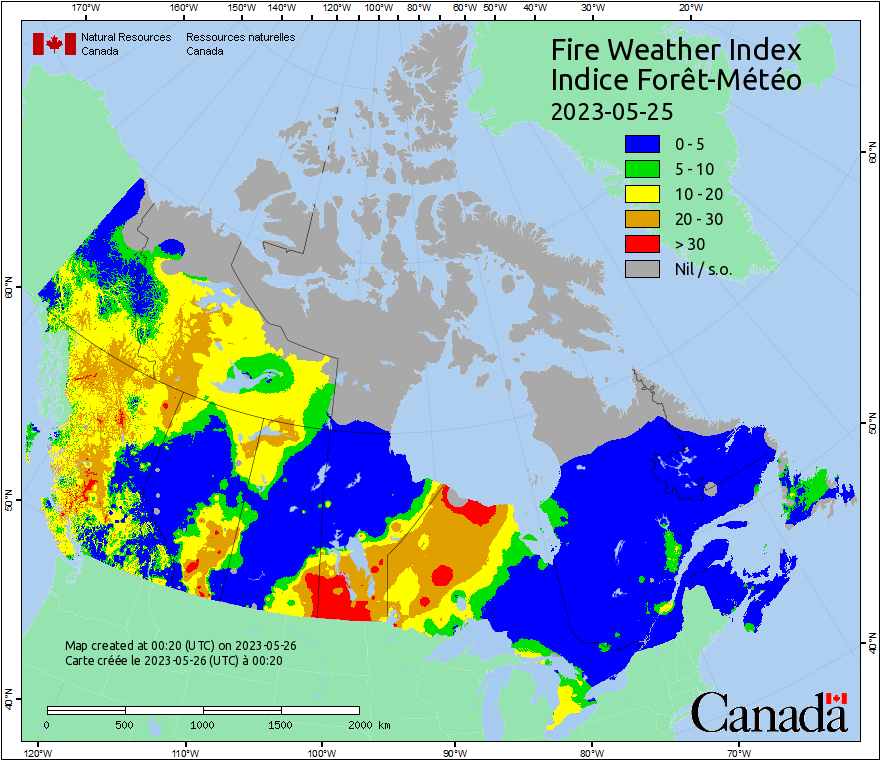 170°W 160°W 150°W 140°W 130°W 120°W 110°W 100°W 90°W 80°W 70°W 60°W 50°W 40°W 30°W 20°W
Natural Resources Ressources naturelles
Canada Canada
Fire Weather Index
Indice Forêt-Météo
2023-05-25
0 - 5
5 - 10
10 - 20
20 - 30
> 30
Nil / s.o.
60°N
60°N
50°N
50°N
40°N
40°N
Map created at 00:20 (UTC) on 2023-05-26
Carte créée le 2023-05-26 (UTC) à 00:20
0 500 1000 1500 2000 km
Canada
120°W 110°W 100°W 90°W 80°W 70°W